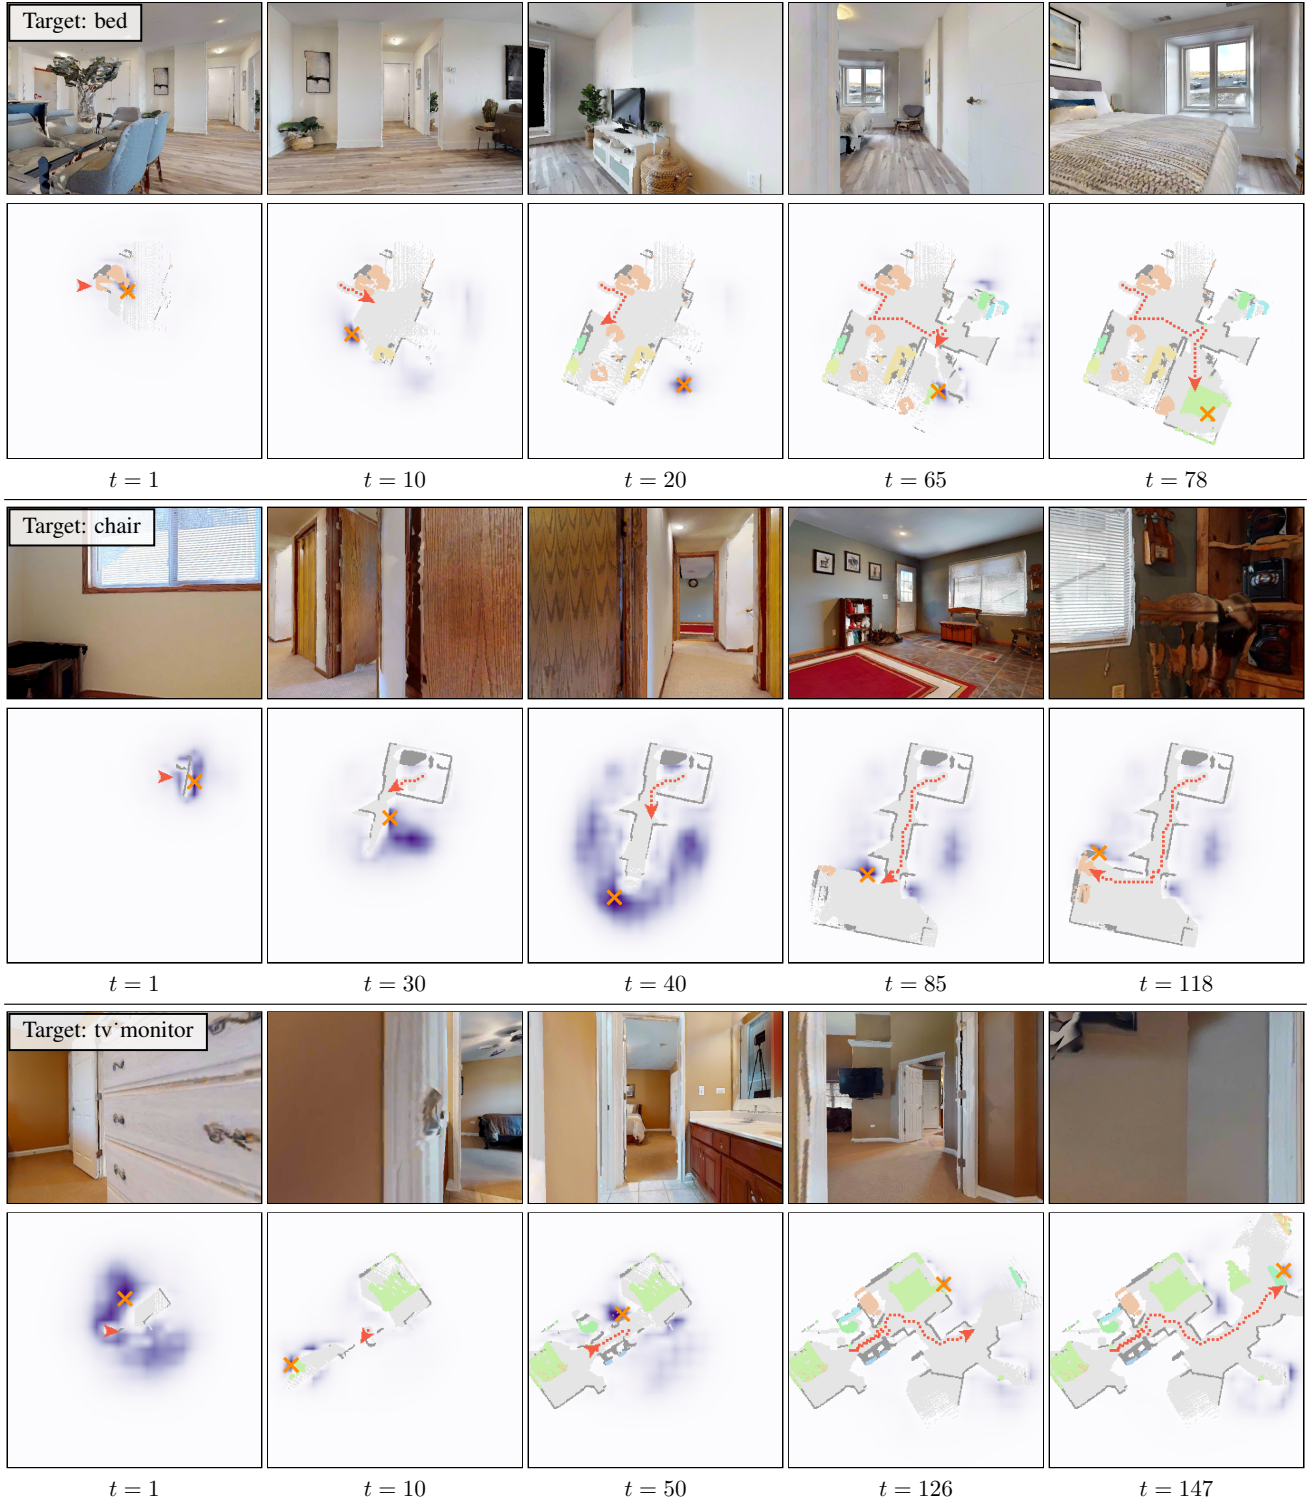 Target: bed
t = 1
t = 10
t = 20
t = 65
t = 78
Target: chair
t = 1
t = 30
t = 40
t = 85
t = 118
Target: tv˙monitor
t = 1
t = 10
t = 50
t = 126
t = 147